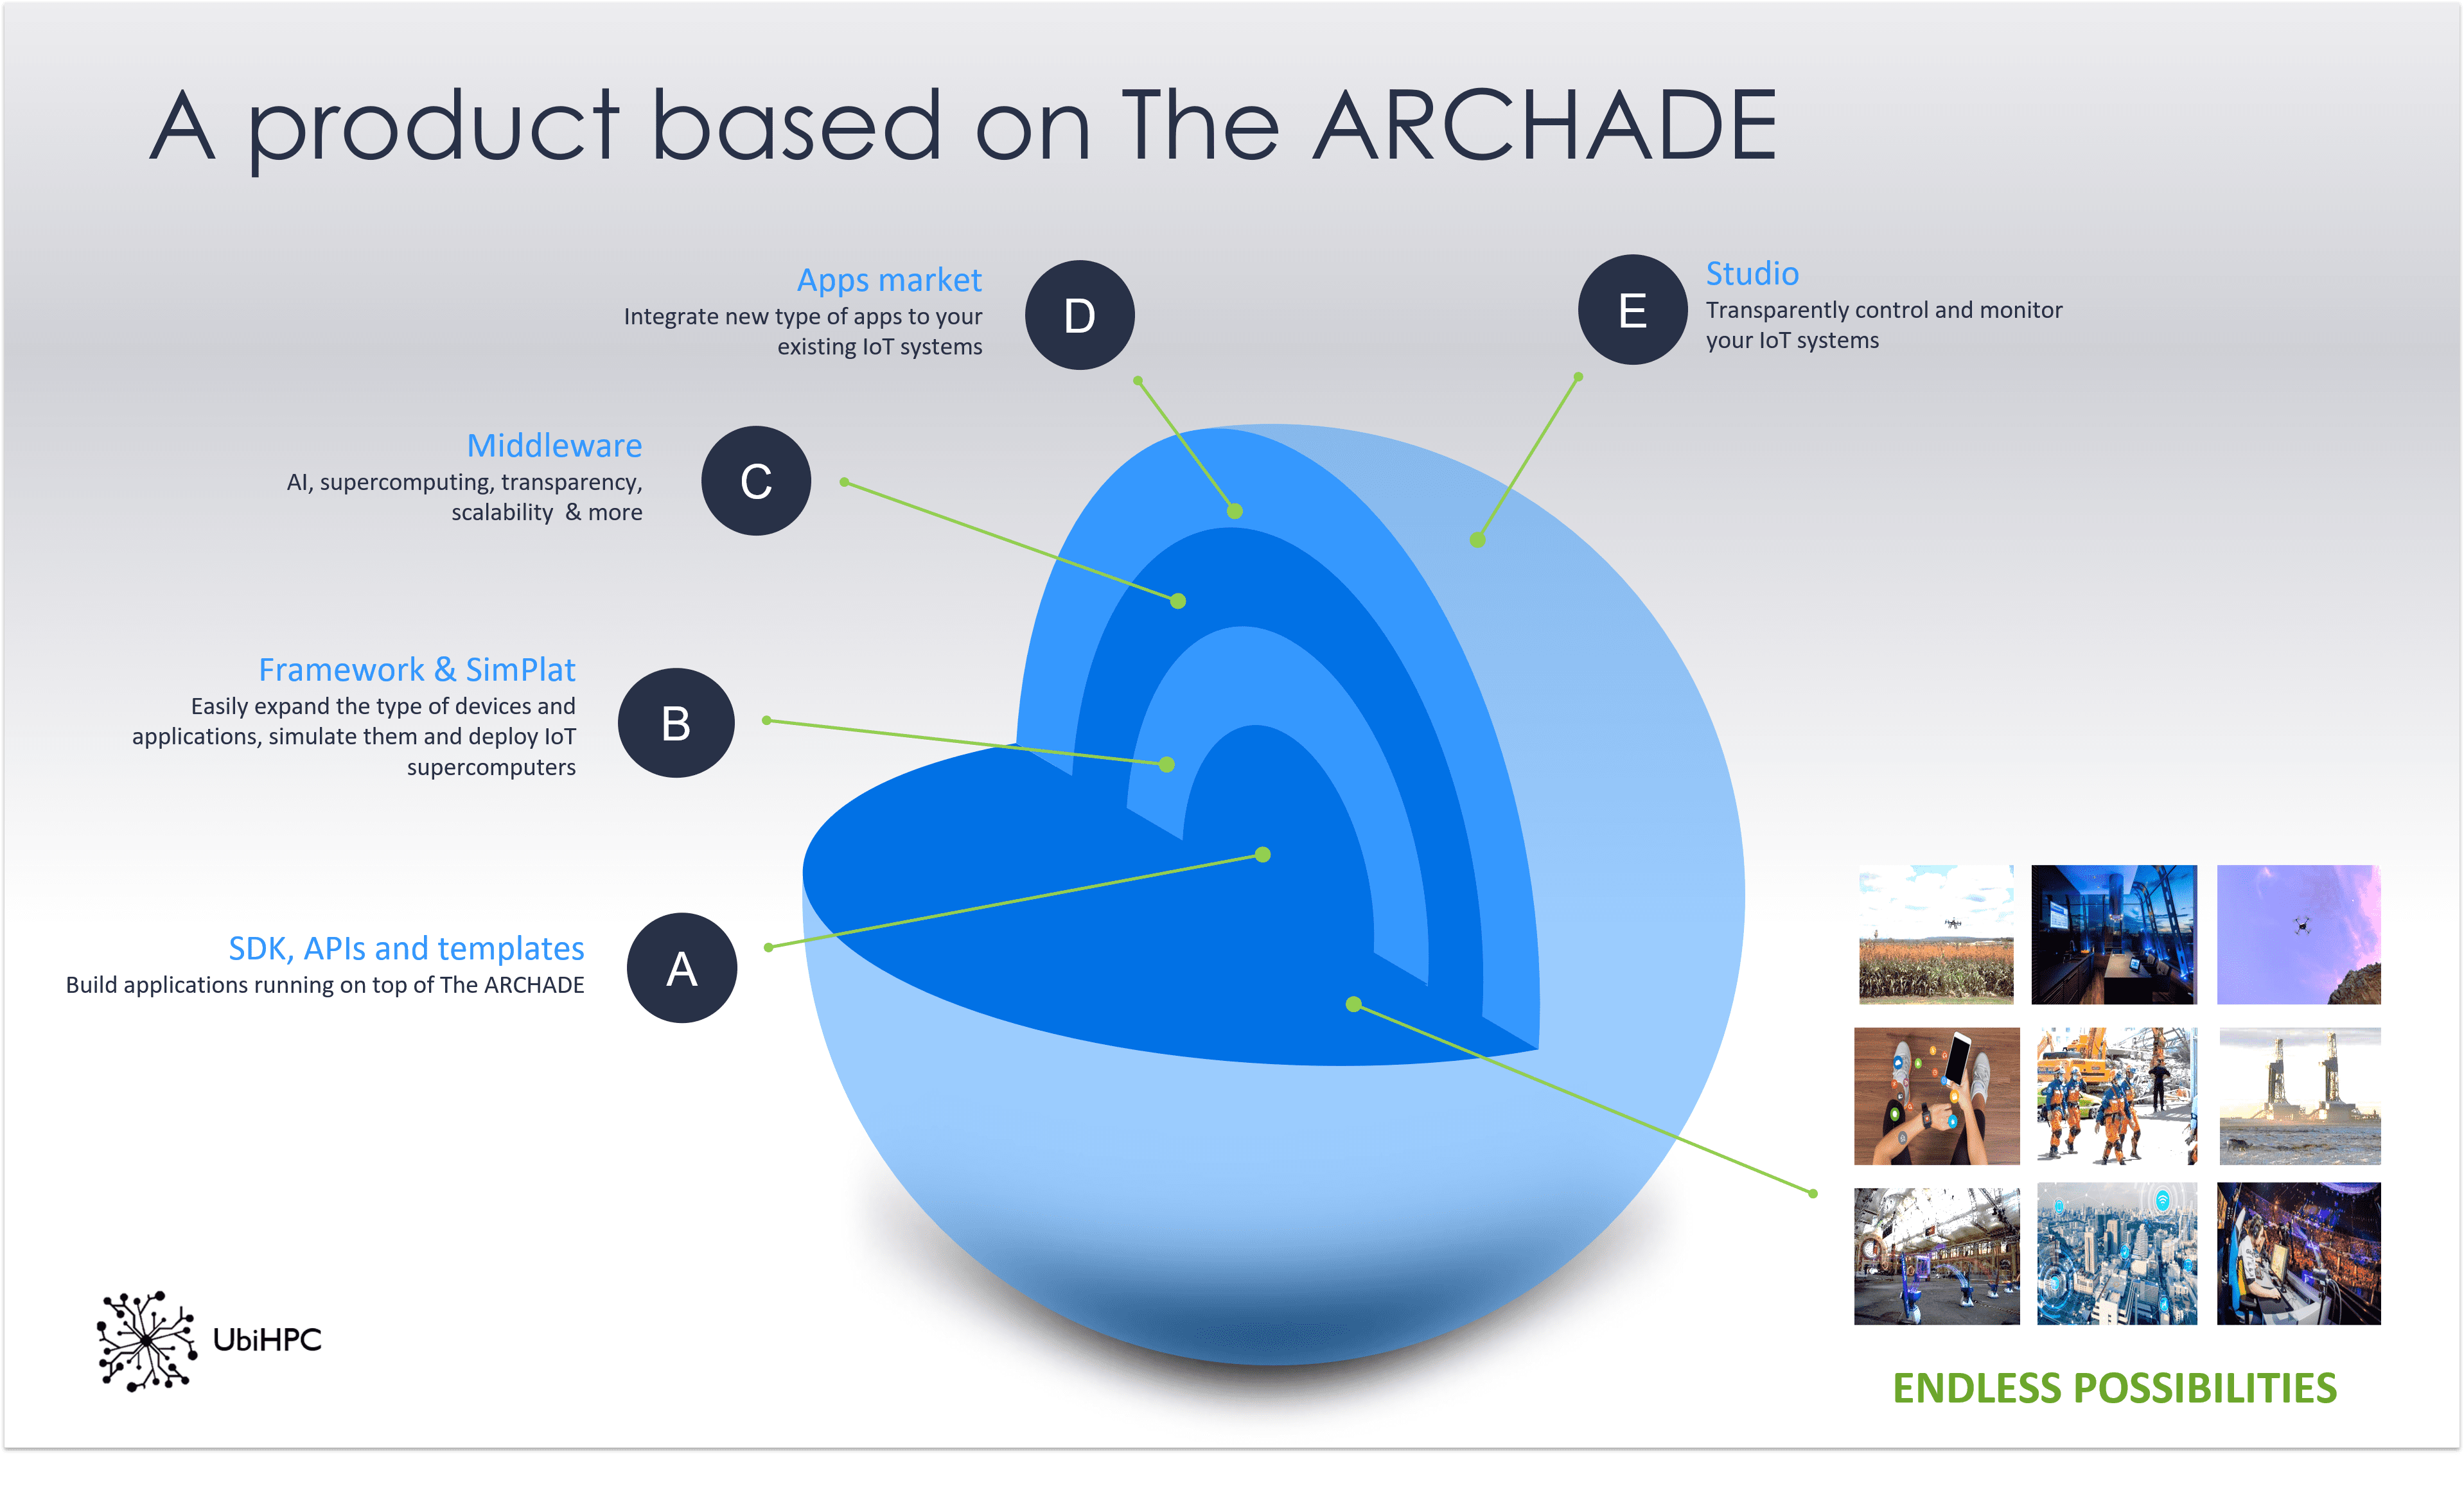 A product based on The ARCHADE
Apps market
Integrate new type of apps to your
existing IoT systems
D
E
Studio
Transparently control and monitor
your IoT systems
Middleware
AI, supercomputing, transparency,
scalability & more
C
Framework & SimPlat
Easily expand the type of devices and
applications, simulate them and deploy IoT
supercomputers
B
SDK, APIs and templates
Build applications running on top of The ARCHADE
A
UbiHPC
ENDLESS POSSIBILITIES